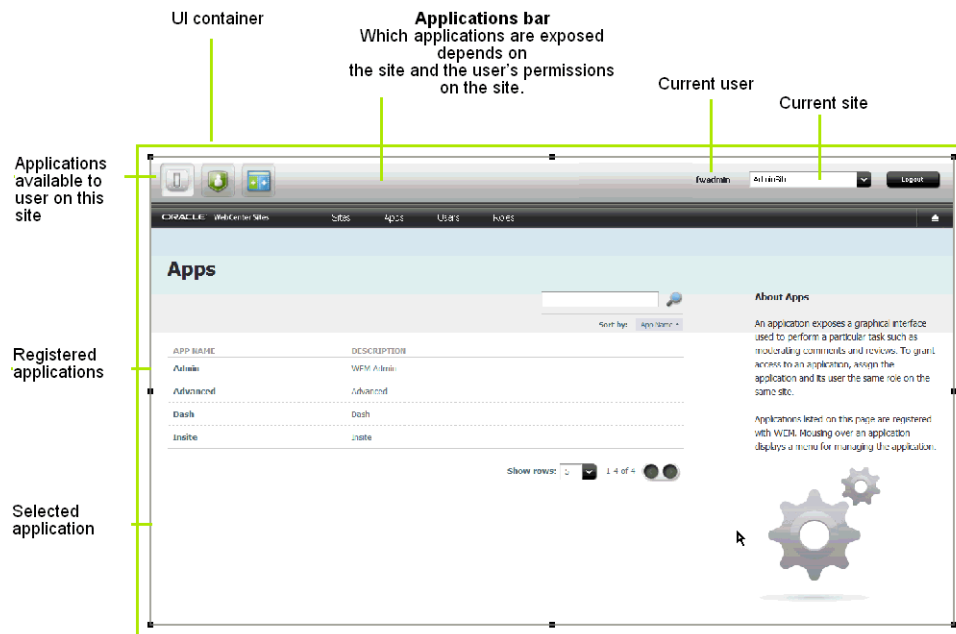 UI container
Applications bar
Which applications are exposed
depends on
the site and the user's permissions
on the site.
Current user
Current site
Applications
available to
user on this
site
fwadmin
AdminSite
Logout
ORACLE WebCenter Sites
Sites
Apps
Users
Roles
Apps
Sort by:
App Name
APP NAME
DESCRIPTION
Admin
WEM Admin
Advanced
Advanced
Dash
Dash
Insite
Insite
Show rows:
5
1-4 of 4
About Apps
An application exposes a graphical interface
used to perform a particular task such as
moderating comments and reviews. To grant
access to an application, assign the
application and its user the same role on the
same site.
Applications listed on this page are registered
with WEM. Mousing over an application
displays a menu for managing the application.
Registered
applications
Selected
application